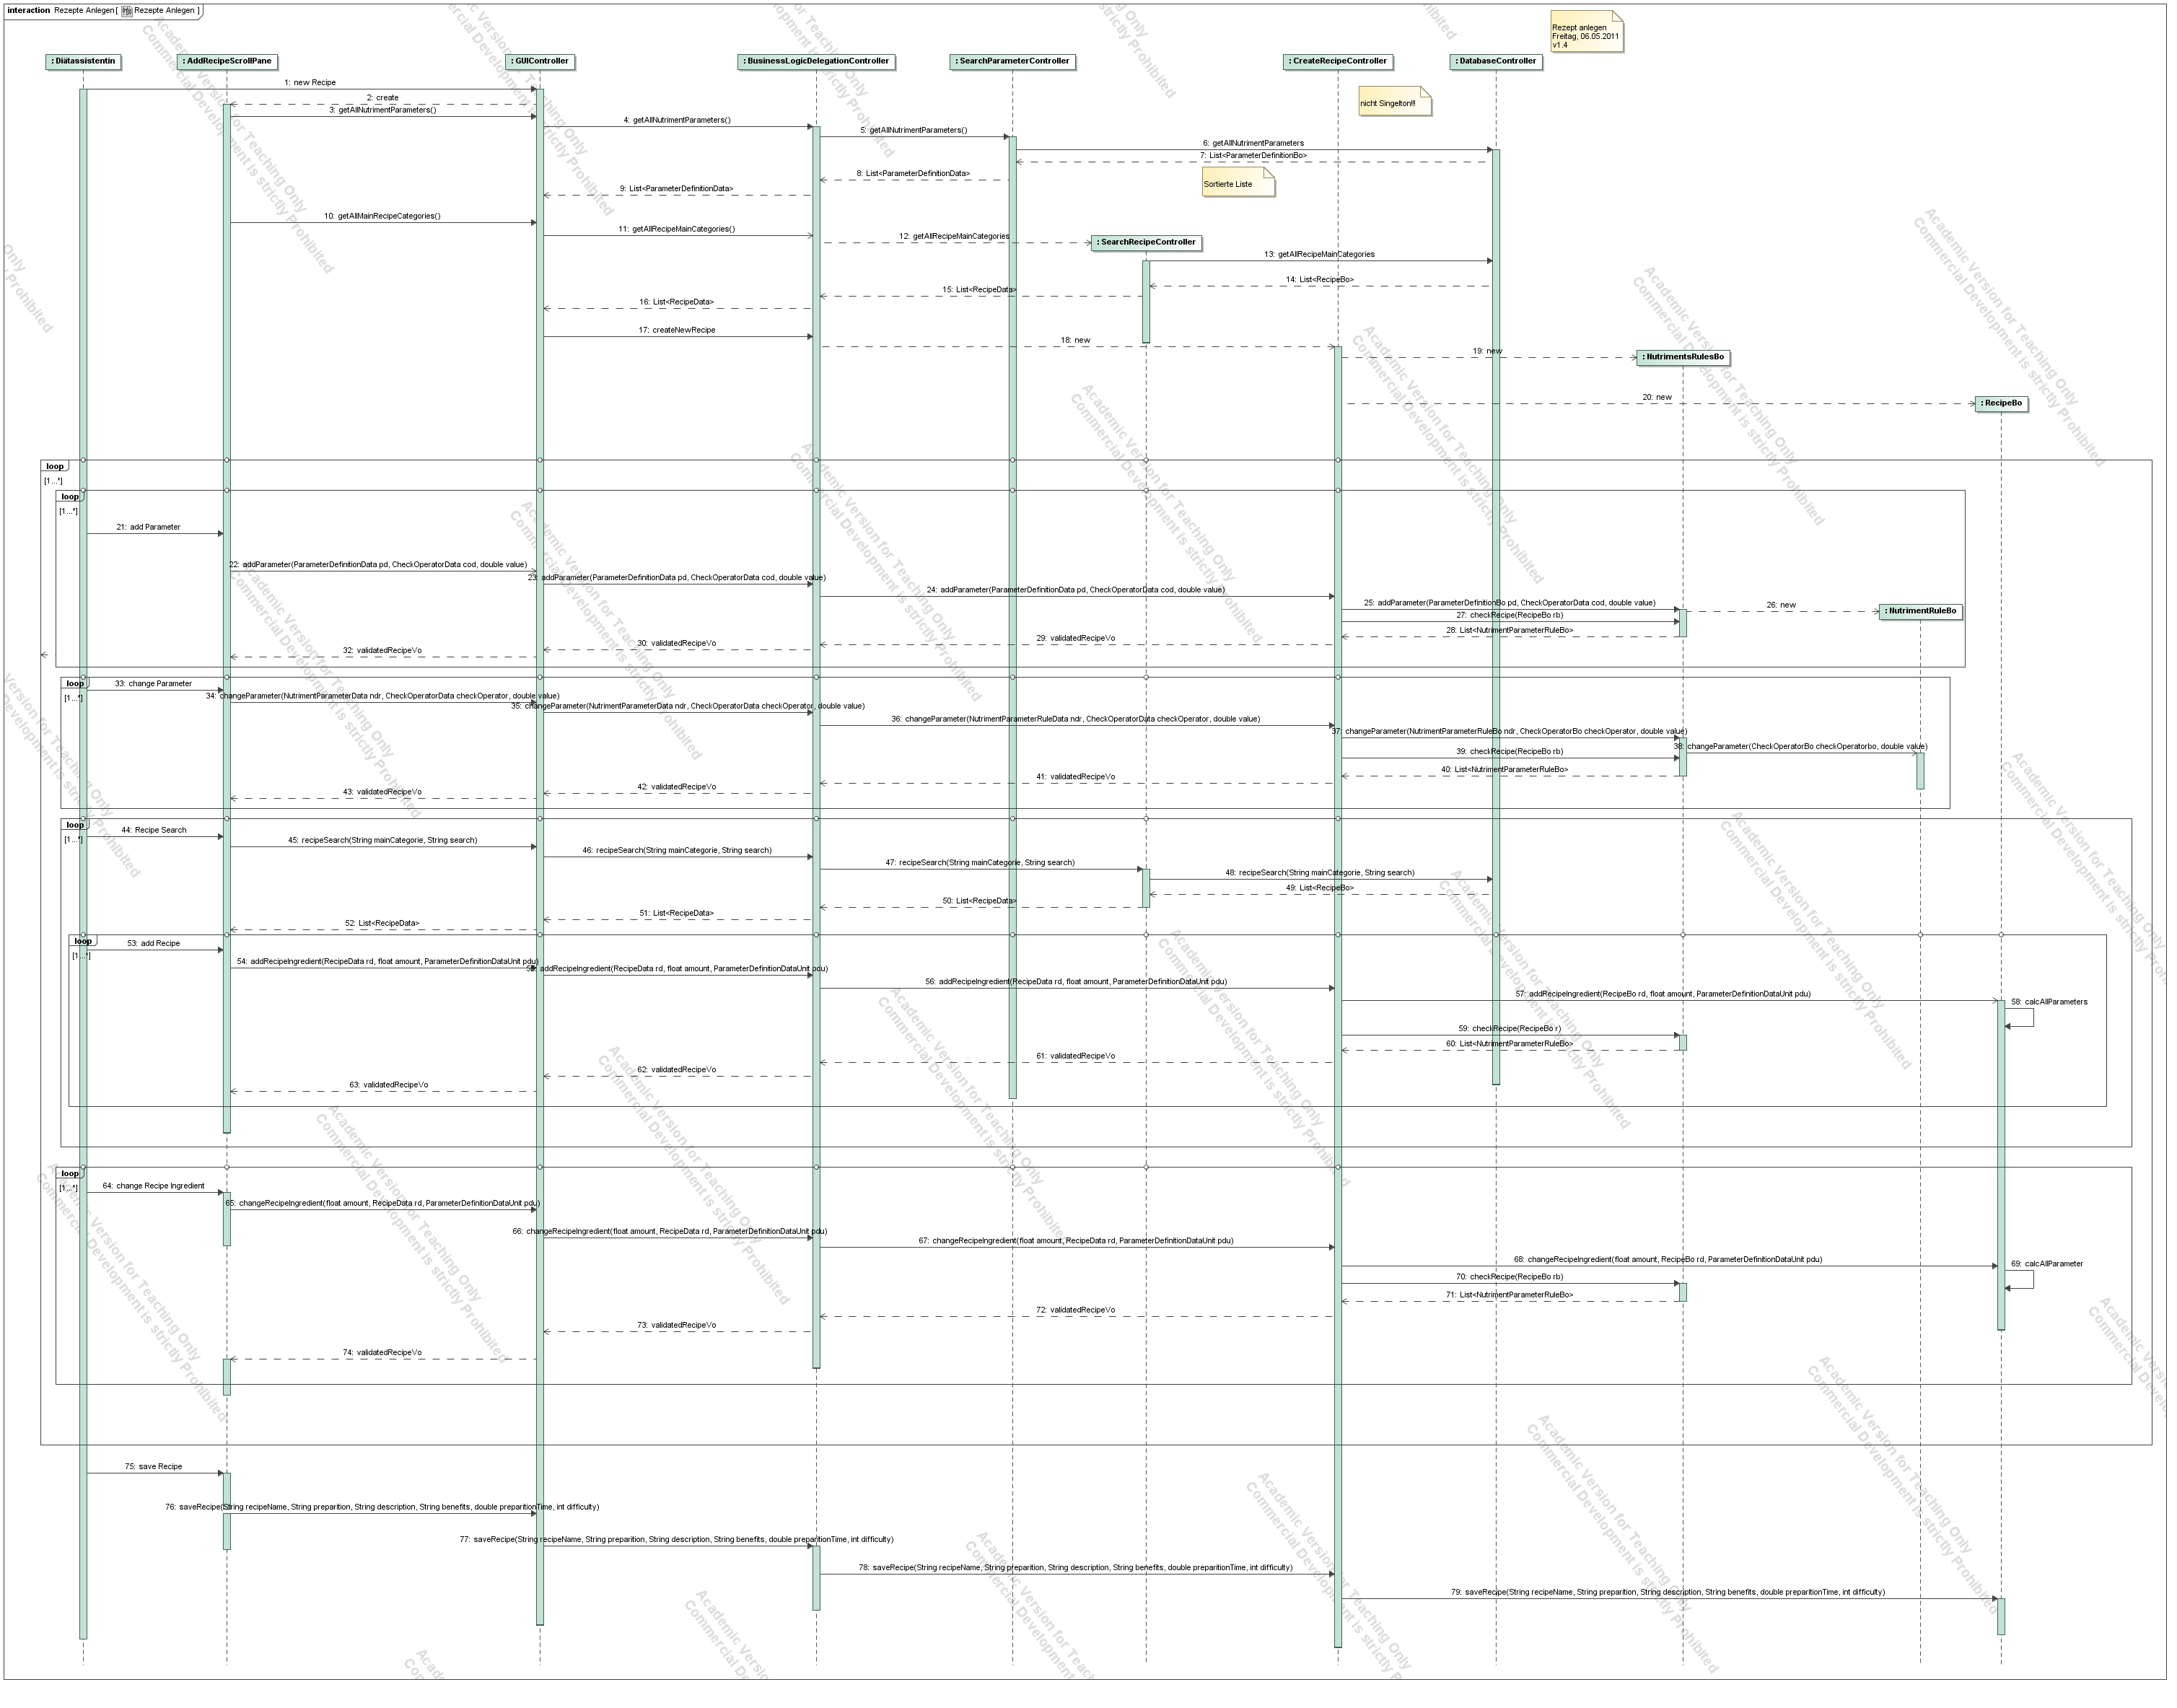 interaction Rezepte Anlegen [ Rezepte Anlegen ]
Rezept anlegen
Freitag, 06.05.2011
v1.4
: Diätassistentin
: AddRecipeScrollPane
: GUIController
: BusinessLogicDelegationController
: SearchParameterController
: CreateRecipeController
: DatabaseController
1: new Recipe
2: create
nicht Singelton!!!
3: getAllNutrimentParameters()
4: getAllNutrimentParameters()
5: getAllNutrimentParameters()
6: getAllNutrimentParameters
7: List<ParameterDefinitionBo>
8: List<ParameterDefinitionData>
Sortierte Liste
9: List<ParameterDefinitionData>
10: getAllMainRecipeCategories()
11: getAllRecipeMainCategories()
12: getAllRecipeMainCategories
: SearchRecipeController
13: getAllRecipeMainCategories
14: List<RecipeBo>
15: List<RecipeData>
16: List<RecipeData>
17: createNewRecipe
18: new
19: new
: NutrimentsRulesBo
20: new
: RecipeBo
loop
[1...*]
loop
[1...*]
21: add Parameter
22: addParameter(ParameterDefinitionData pd, CheckOperatorData cod, double value)
23: addParameter(ParameterDefinitionData pd, CheckOperatorData cod, double value)
24: addParameter(ParameterDefinitionData pd, CheckOperatorData cod, double value)
25: addParameter(ParameterDefinitionBo pd, CheckOperatorData cod, double value)
26: new
: NutrimentRuleBo
27: checkRecipe(RecipeBo rb)
28: List<NutrimentParameterRuleBo>
29: validatedRecipeVo
30: validatedRecipeVo
32: validatedRecipeVo
loop
[1...*]
33: change Parameter
34: changeParameter(NutrimentParameterData ndr, CheckOperatorData checkOperator, double value)
35: changeParameter(NutrimentParameterData ndr, CheckOperatorData checkOperator, double value)
36: changeParameter(NutrimentParameterRuleData ndr, CheckOperatorData checkOperator, double value)
37: changeParameter(NutrimentParameterRuleBo ndr, CheckOperatorBo checkOperator, double value)
38: changeParameter(CheckOperatorBo checkOperatorbo, double value)
39: checkRecipe(RecipeBo rb)
40: List<NutrimentParameterRuleBo>
41: validatedRecipeVo
42: validatedRecipeVo
43: validatedRecipeVo
loop
[1...*]
44: Recipe Search
45: recipeSearch(String mainCategorie, String search)
46: recipeSearch(String mainCategorie, String search)
47: recipeSearch(String mainCategorie, String search)
48: recipeSearch(String mainCategorie, String search)
49: List<RecipeBo>
50: List<RecipeData>
51: List<RecipeData>
52: List<RecipeData>
loop
[1...*]
53: add Recipe
54: addRecipeIngredient(RecipeData rd, float amount, ParameterDefinitionDataUnit pdu)
55: addRecipeIngredient(RecipeData rd, float amount, ParameterDefinitionDataUnit pdu)
56: addRecipeIngredient(RecipeData rd, float amount, ParameterDefinitionDataUnit pdu)
57: addRecipeIngredient(RecipeBo rd, float amount, ParameterDefinitionDataUnit pdu)
58: calcAllParameters
59: checkRecipe(RecipeBo r)
60: List<NutrimentParameterRuleBo>
61: validatedRecipeVo
62: validatedRecipeVo
63: validatedRecipeVo
loop
[1...*]
64: change Recipe Ingredient
65: changeRecipeIngredient(float amount, RecipeData rd, ParameterDefinitionDataUnit pdu)
66: changeRecipeIngredient(float amount, RecipeData rd, ParameterDefinitionDataUnit pdu)
67: changeRecipeIngredient(float amount, RecipeData rd, ParameterDefinitionDataUnit pdu)
68: changeRecipeIngredient(float amount, RecipeBo rd, ParameterDefinitionDataUnit pdu)
69: calcAllParameter
70: checkRecipe(RecipeBo rb)
71: List<NutrimentParameterRuleBo>
72: validatedRecipeVo
73: validatedRecipeVo
74: validatedRecipeVo
75: save Recipe
76: saveRecipe(String recipeName, String preparition, String description, String benefits, double preparitionTime, int difficulty)
77: saveRecipe(String recipeName, String preparition, String description, String benefits, double preparitionTime, int difficulty)
78: saveRecipe(String recipeName, String preparition, String description, String benefits, double preparitionTime, int difficulty)
79: saveRecipe(String recipeName, String preparition, String description, String benefits, double preparitionTime, int difficulty)
Academic Version for Teaching Only
Commercial Development is strictly Prohibited